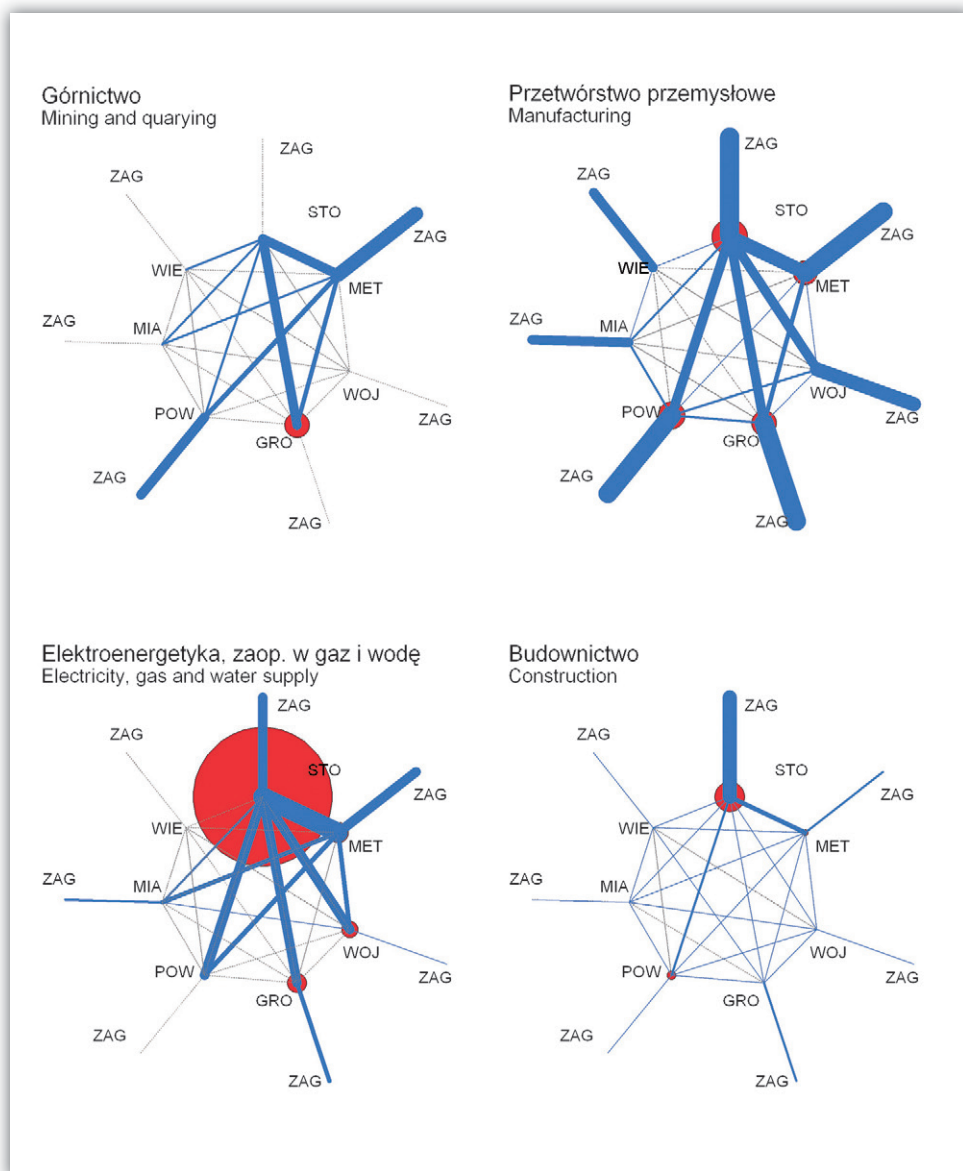 Górnictwo
Mining and quarying
ZAG
ZAG
STO
ZAG
WIE
MET
ZAG
MIA
WOJ
POW
ZAG
GRO
ZAG
ZAG
Przetwórstwo przemysłowe
Manufacturing
ZAG
ZAG
STO
ZAG
WIE
MET
ZAG
MIA
WOJ
POW
ZAG
GRO
ZAG
ZAG
Elektroenergetyka, zaop. w gaz i wodę
Electricity, gas and water supply
ZAG
ZAG
STO
ZAG
WIE
MET
ZAG
MIA
WOJ
POW
ZAG
GRO
ZAG
ZAG
Budownictwo
Construction
ZAG
ZAG
STO
ZAG
WIE
MET
ZAG
MIA
WOJ
POW
ZAG
GRO
ZAG
ZAG